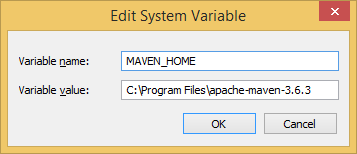 Edit System Variable
Variable name: MAVEN_HOME
Variable value: C:\Program Files\apache-maven-3.6.3
OK Cancel